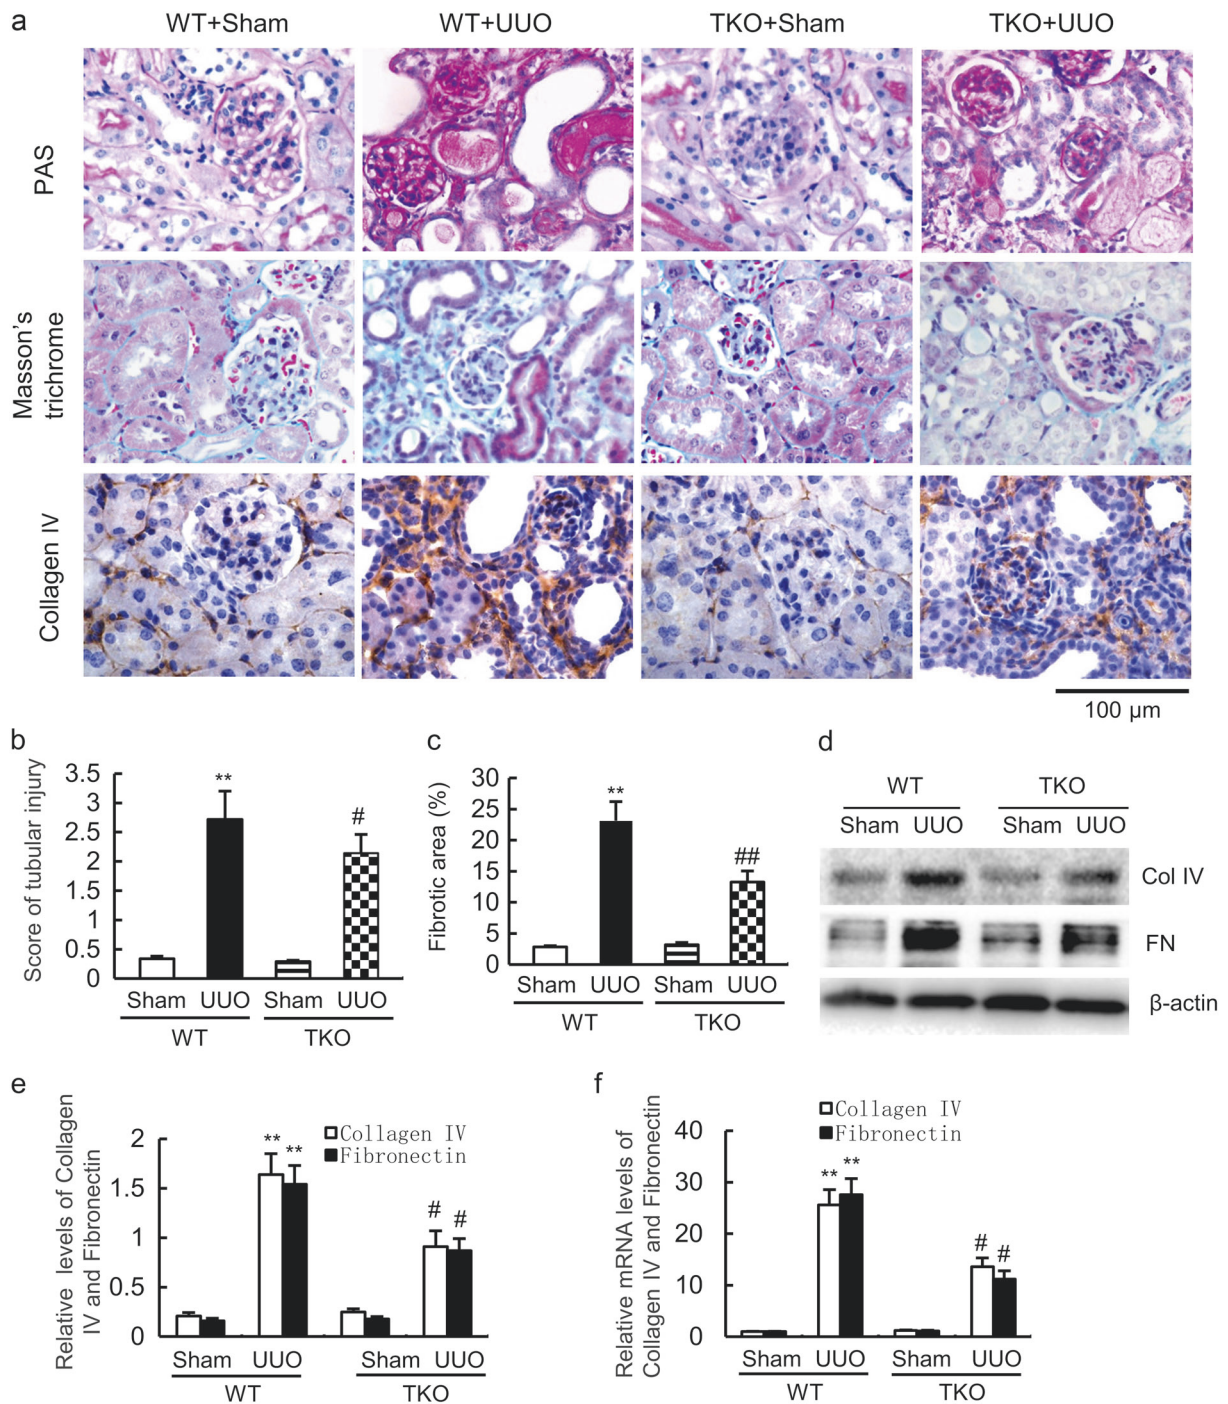 a
WT+Sham
WT+UUO
TKO+Sham
TKO+UUO
PAS
Masson's
trichrome
Collagen IV
100 μm
b
Score of tubular injury
3.5
3
2.5
2
1.5
1
0.5
0
**
#
Sham UUO Sham UUO
WT TKO
c
Fibrotic area (%)
30
25
20
15
10
5
0
**
##
Sham UUO Sham UUO
WT TKO
d
WT TKO
Sham UUO Sham UUO
Col IV
FN
β-actin
e
Relative levels of Collagen
IV and Fibronectin
2
1.5
1
0.5
0
Collagen IV
Fibronectin
** **
# #
Sham UUO Sham UUO
WT TKO
f
Relative mRNA levels of
Collagen IV and Fibronectin
40
30
20
10
0
Collagen IV
Fibronectin
** **
# #
Sham UUO Sham UUO
WT TKO